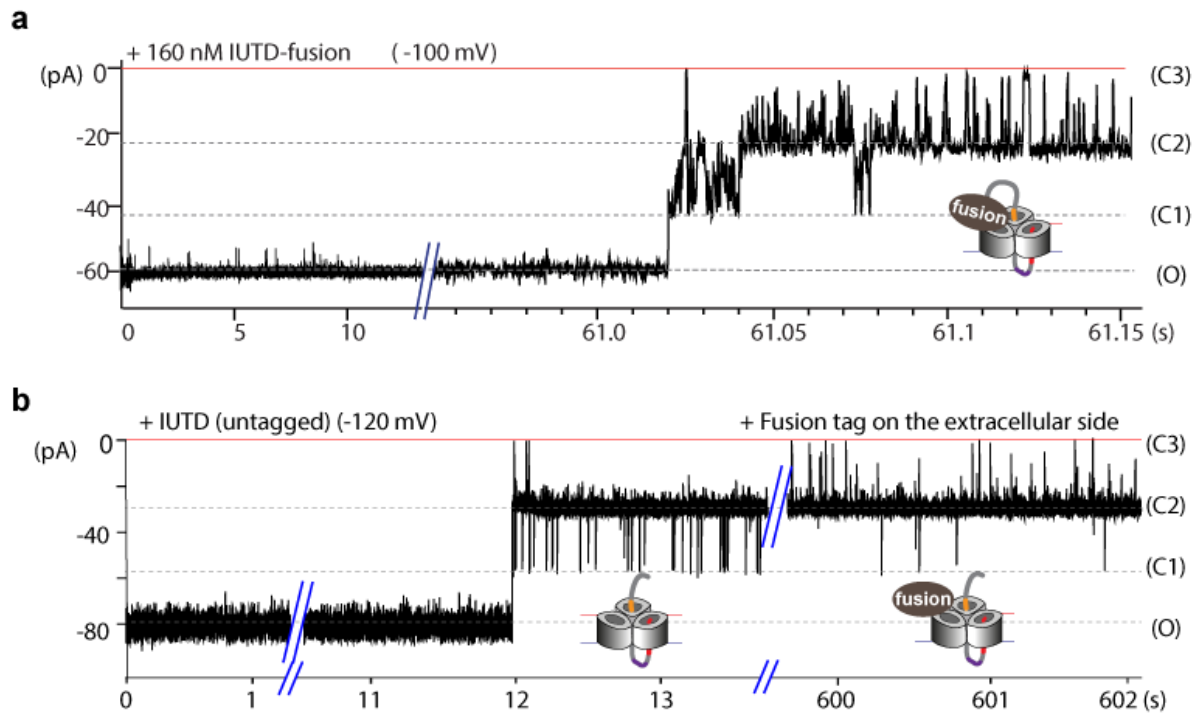 a
+ 160 nM IUTD-fusion ( -100 mV)
(pA) 0 (C3)
-20 (C2)
-40 (C1)
fusion
-60 (O)
0 5 10 61.0 61.05 61.1 61.15 (s)
b
+ IUTD (untagged) (-120 mV) + Fusion tag on the extracellular side
(pA) 0 (C3)
-40 (C2)
(C1)
fusion
-80 (O)
0 1 11 12 13 600 601 602 (s)